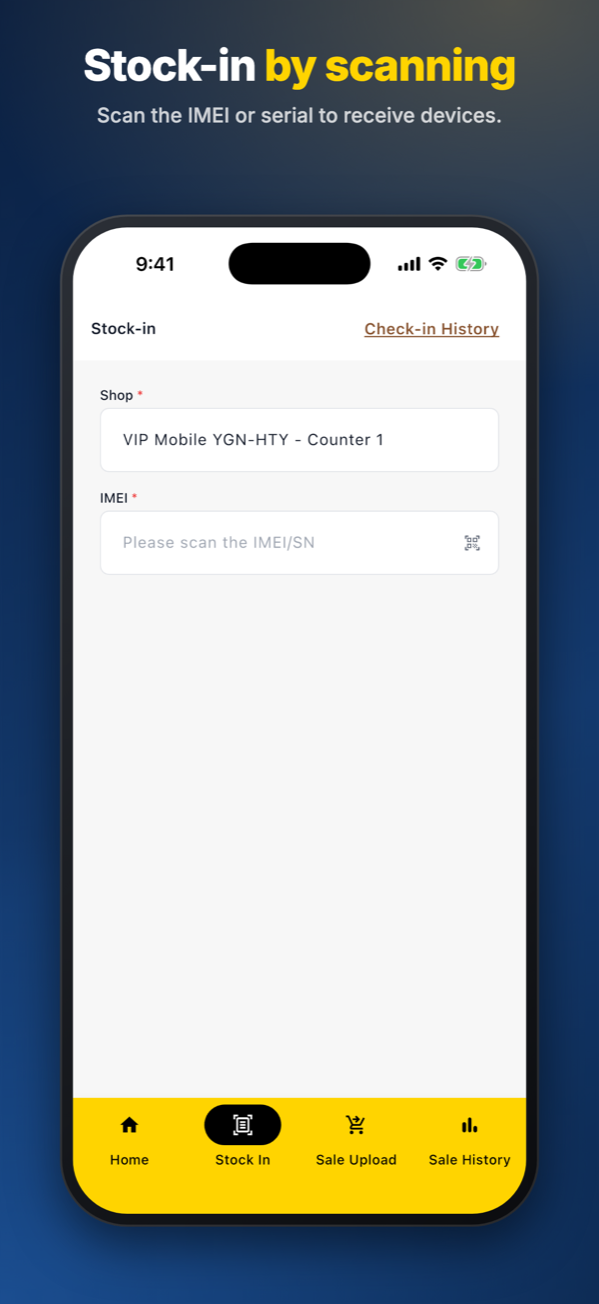 Stock-in by scanning
Scan the IMEI or serial to receive devices.
9:41
Stock-in
Check-in History
Shop *
VIP Mobile YGN-HTY - Counter 1
IMEI *
Please scan the IMEI/SN
Home
Stock In
Sale Upload
Sale History